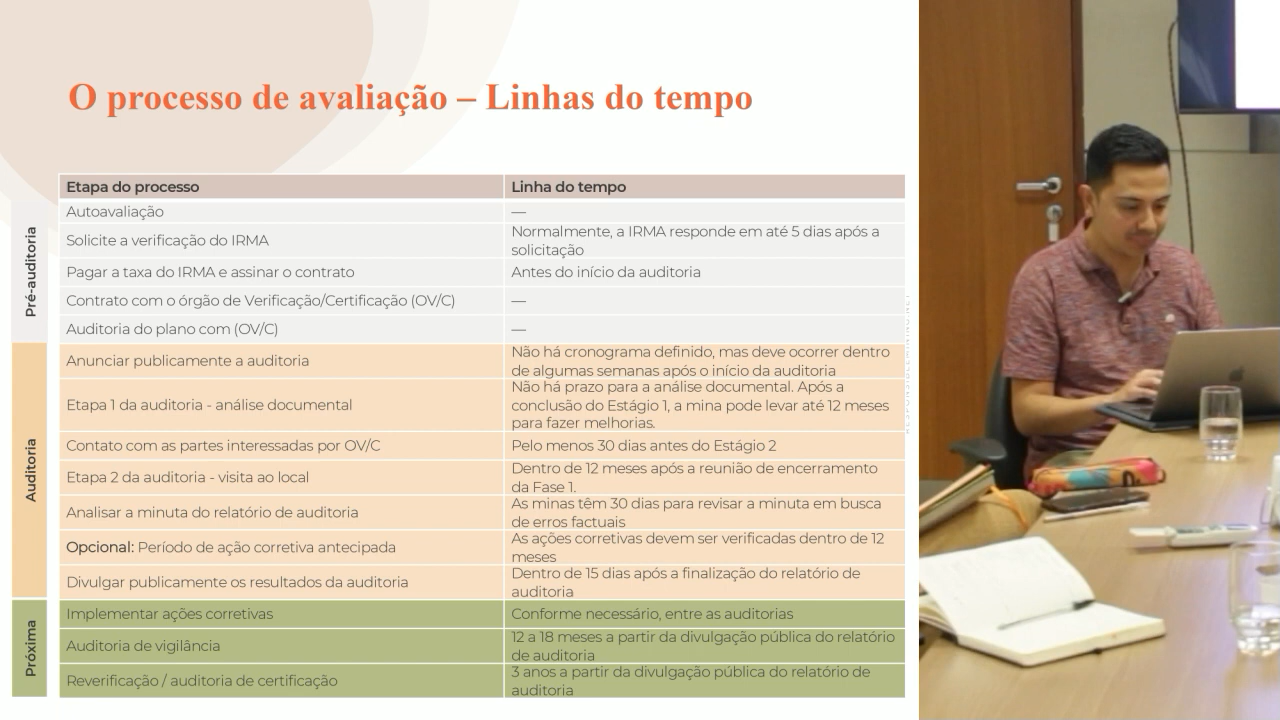 O processo de avaliação – Linhas do tempo
Etapa do processo
Linha do tempo
Pré-auditoria
Autoavaliação
—
Solicite a verificação do IRMA
Normalmente, a IRMA responde em até 5 dias após a
solicitação
Pagar a taxa do IRMA e assinar o contrato
Antes do início da auditoria
Contrato com o órgão de Verificação/Certificação (OV/C)
—
Auditoria do plano com (OV/C)
—
Auditoria
Anunciar publicamente a auditoria
Não há cronograma definido, mas deve ocorrer dentro
de algumas semanas após o início da auditoria
Etapa 1 da auditoria - análise documental
Não há prazo para a análise documental. Após a
conclusão do Estágio 1, a mina pode levar até 12 meses
para fazer melhorias.
Contato com as partes interessadas por OV/C
Pelo menos 30 dias antes do Estágio 2
Etapa 2 da auditoria - visita ao local
Dentro de 12 meses após a reunião de encerramento
da Fase 1.
Analisar a minuta do relatório de auditoria
As minas têm 30 dias para revisar a minuta em busca
de erros factuais
Opcional: Período de ação corretiva antecipada
As ações corretivas devem ser verificadas dentro de 12
meses
Divulgar publicamente os resultados da auditoria
Dentro de 15 dias após a finalização do relatório de
auditoria
Próxima
Implementar ações corretivas
Conforme necessário, entre as auditorias
Auditoria de vigilância
12 a 18 meses a partir da divulgação pública do relatório
de auditoria
Reverificação / auditoria de certificação
3 anos a partir da divulgação pública do relatório de
auditoria